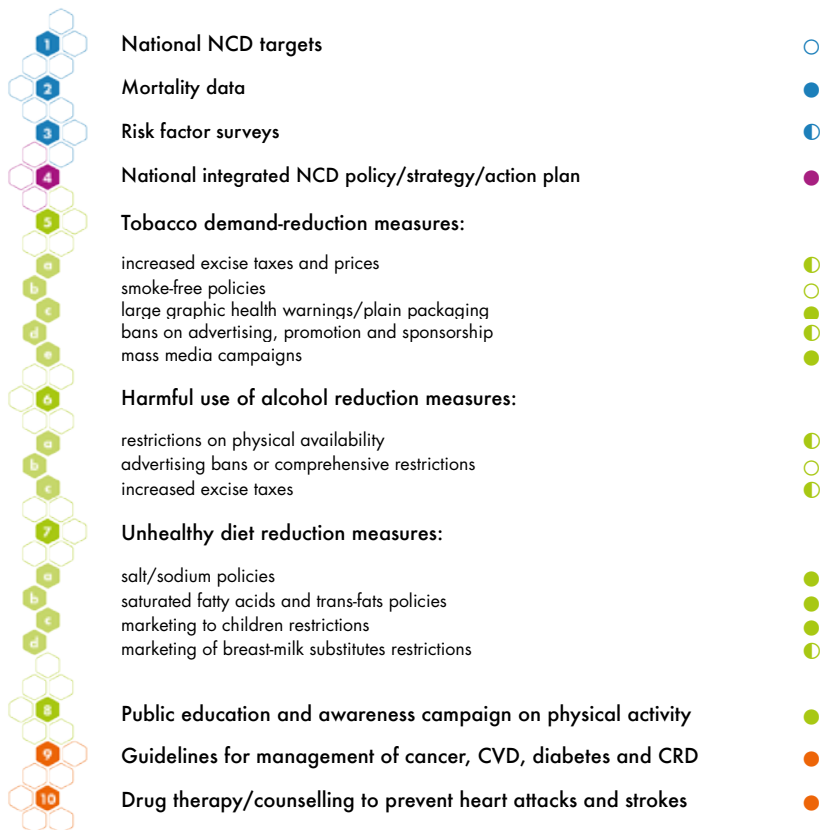 1 National NCD targets
2 Mortality data
3 Risk factor surveys
4 National integrated NCD policy/strategy/action plan
5 Tobacco demand-reduction measures:
a increased excise taxes and prices
b smoke-free policies
c large graphic health warnings/plain packaging
d bans on advertising, promotion and sponsorship
e mass media campaigns
6 Harmful use of alcohol reduction measures:
a restrictions on physical availability
b advertising bans or comprehensive restrictions
c increased excise taxes
7 Unhealthy diet reduction measures:
a salt/sodium policies
b saturated fatty acids and trans-fats policies
c marketing to children restrictions
d marketing of breast-milk substitutes restrictions
8 Public education and awareness campaign on physical activity
9 Guidelines for management of cancer, CVD, diabetes and CRD
10 Drug therapy/counselling to prevent heart attacks and strokes